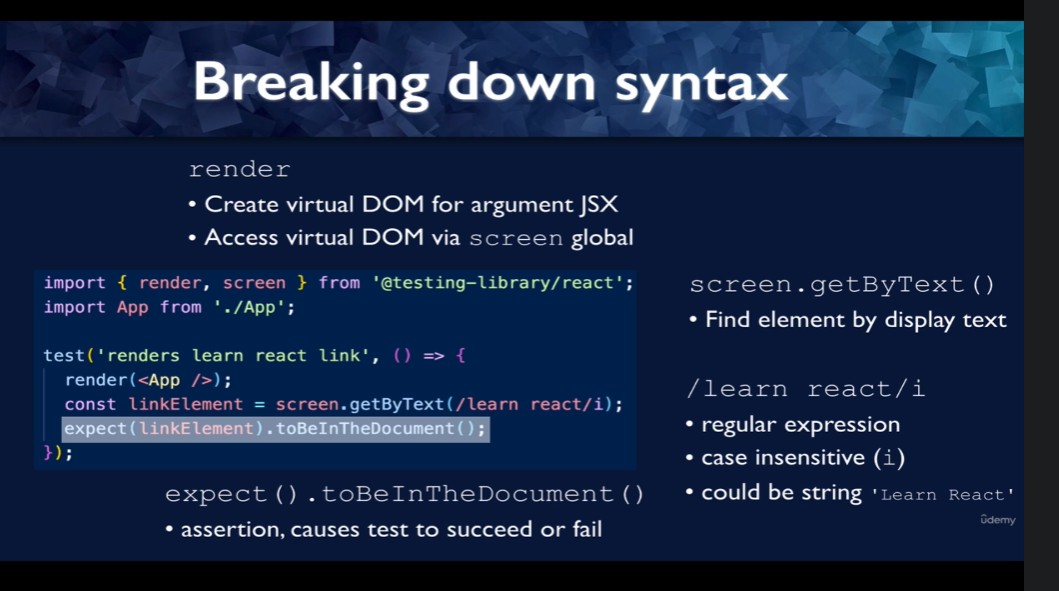 Breaking down syntax
render
• Create virtual DOM for argument JSX
• Access virtual DOM via screen global
import { render, screen } from '@testing-library/react';
import App from './App';
test('renders learn react link', () => {
render(<App />);
const linkElement = screen.getByText(/learn react/i);
expect(linkElement).toBeInTheDocument();
});
expect().toBeInTheDocument()
• assertion, causes test to succeed or fail
screen.getByText()
• Find element by display text
/learn react/i
• regular expression
• case insensitive (i)
• could be string 'Learn React'
ûdemy